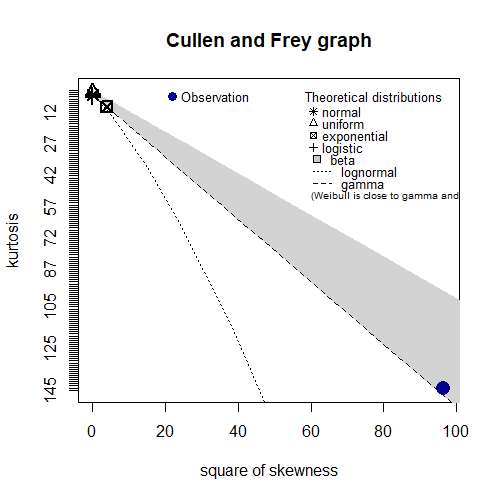 Cullen and Frey graph
Observation
Theoretical distributions
normal
uniform
exponential
logistic
beta
lognormal
gamma
(Weibull is close to gamma and
kurtosis
12
27
42
57
72
87
105
125
145
0
20
40
60
80
100
square of skewness